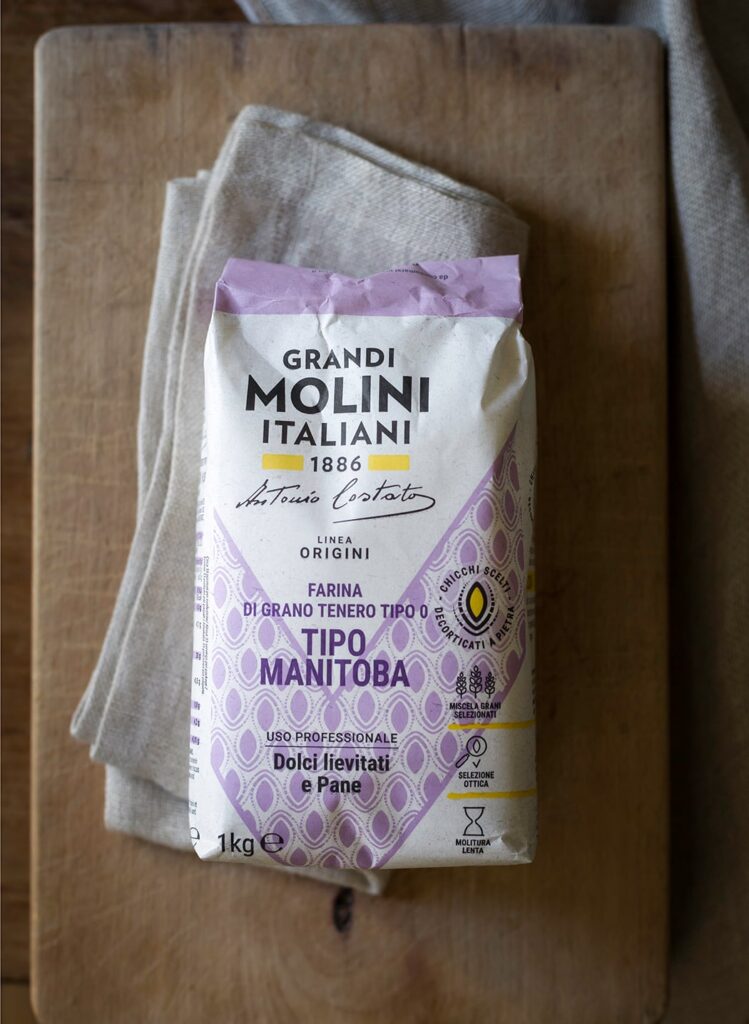 GRANDI
MOLINI
ITALIANI
1886
Antonio Costato
LINEA
ORIGINI
FARINA
DI GRANO TENERO TIPO 0
TIPO
MANITOBA
CHICCHI SCELTI
DECORTICATI A PIETRA
MISCELA GRANI
SELEZIONATI
USO PROFESSIONALE
Dolci lievitati
e Pane
SELEZIONE
OTTICA
1kg ℮
MOLITURA
LENTA